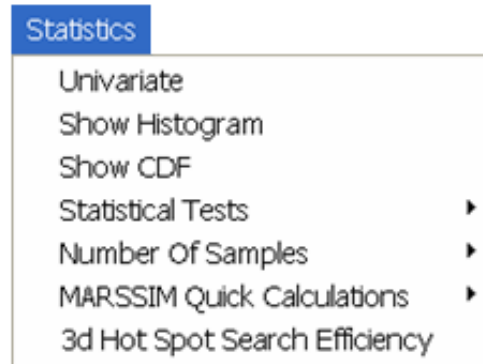 Statistics
Univariate
Show Histogram
Show CDF
Statistical Tests
Number Of Samples
MARSSIM Quick Calculations
3d Hot Spot Search Efficiency